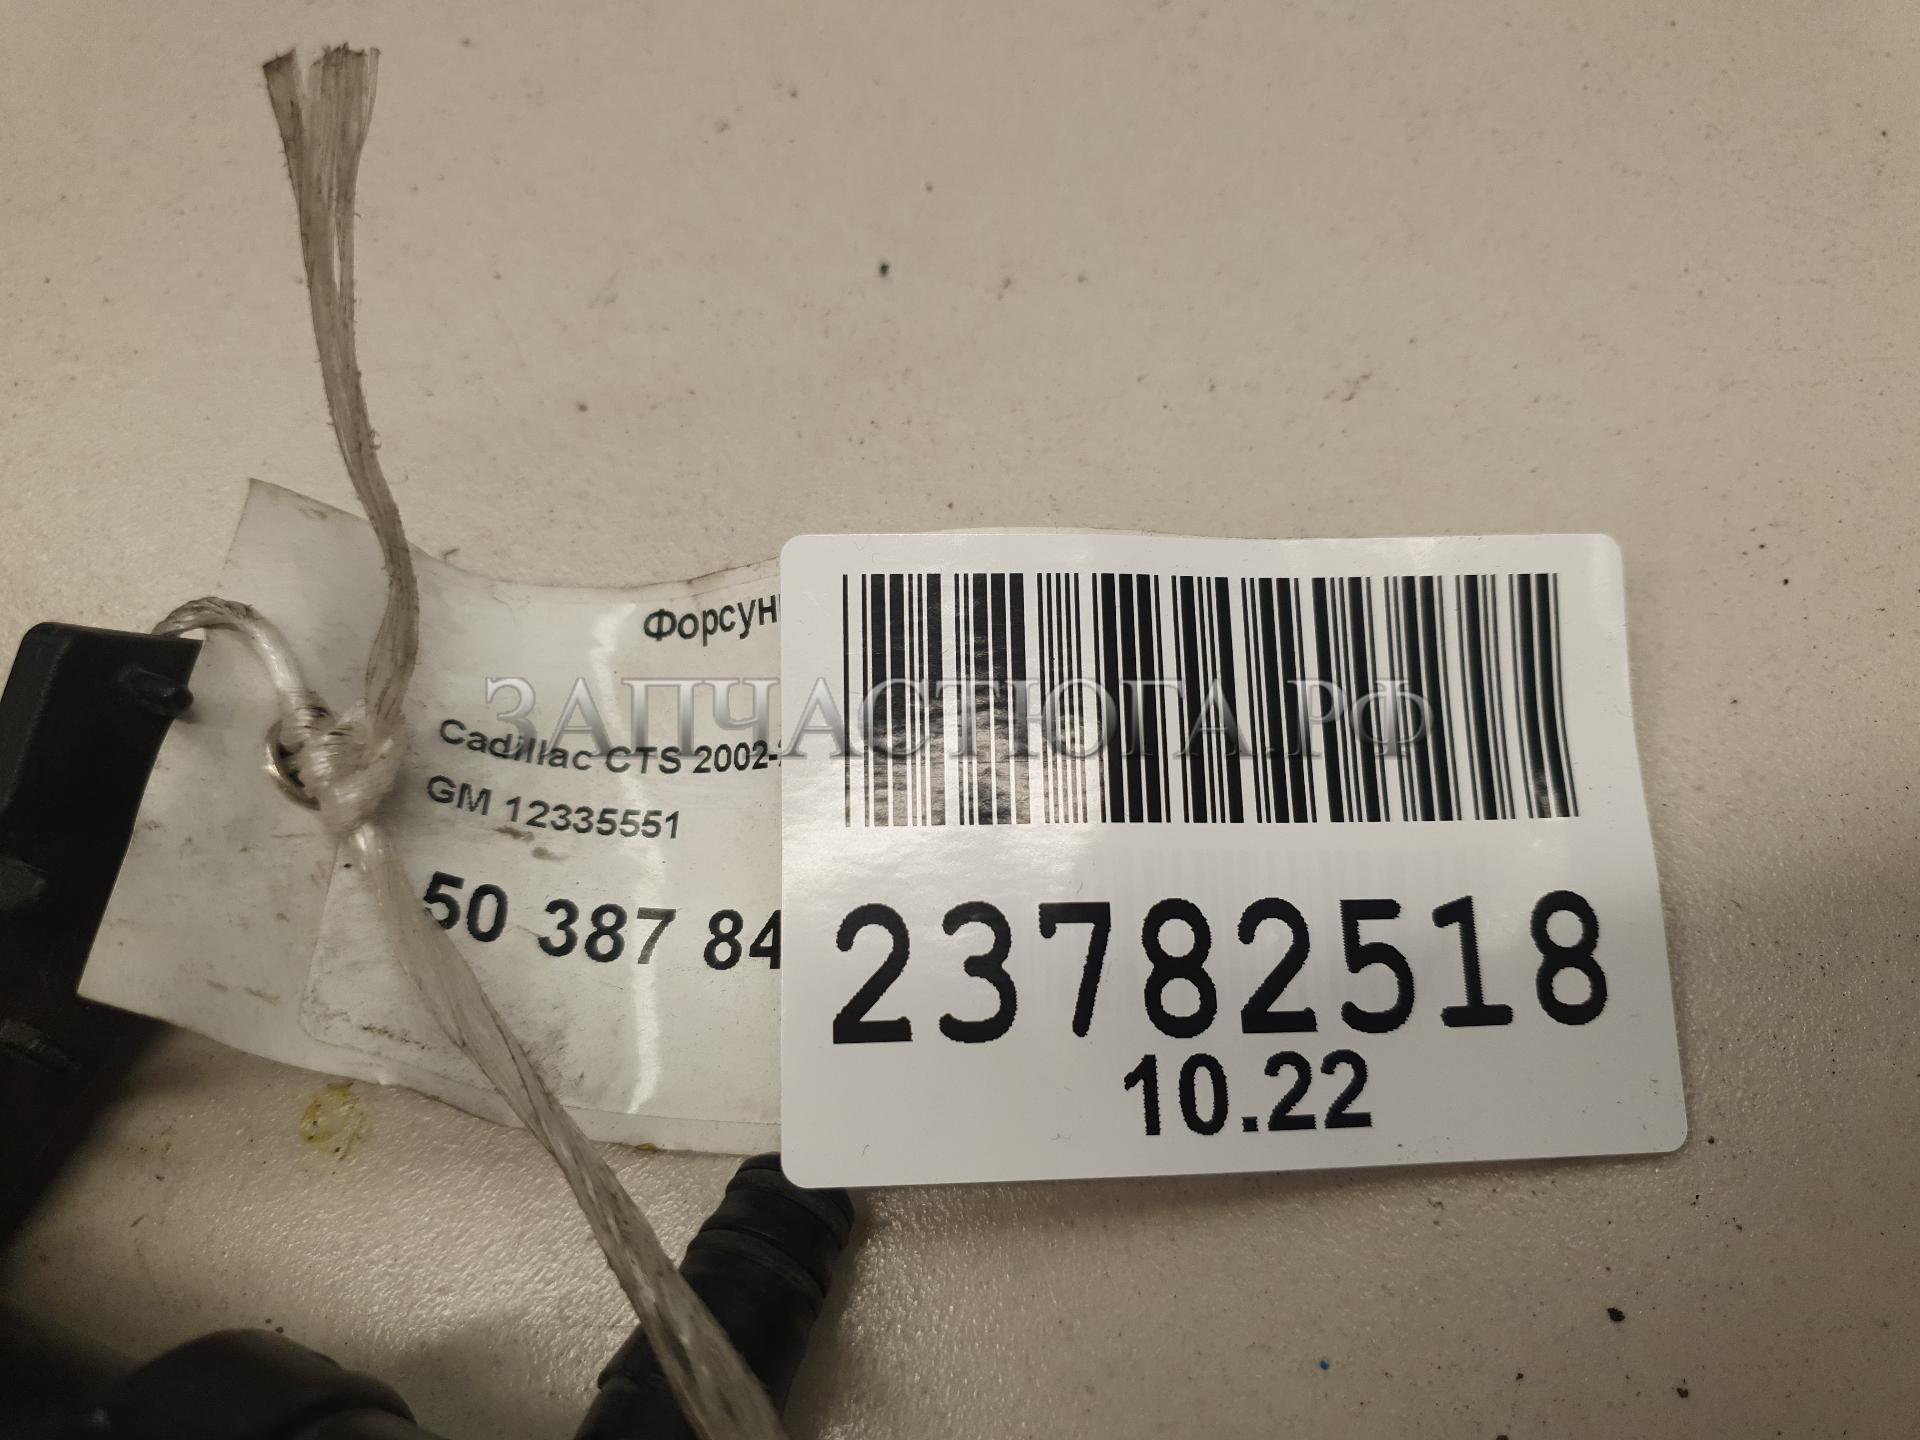 Форсун
ЗАПЧАСТЮГА.РФ
Cadillac CTS 2002-
GM 12335551
50 387 84
23782518
10.22